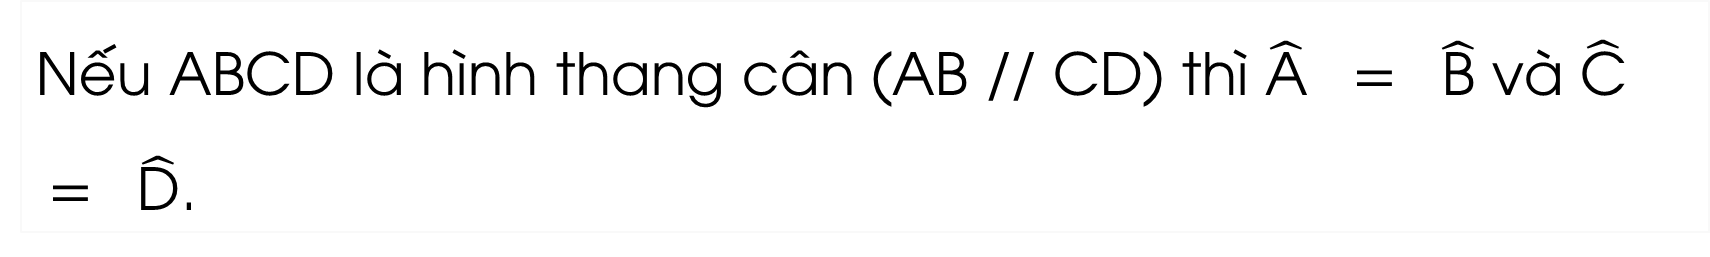 Nếu ABCD là hình thang cân (AB // CD) thì Â = B̂ và Ĉ
= D̂.